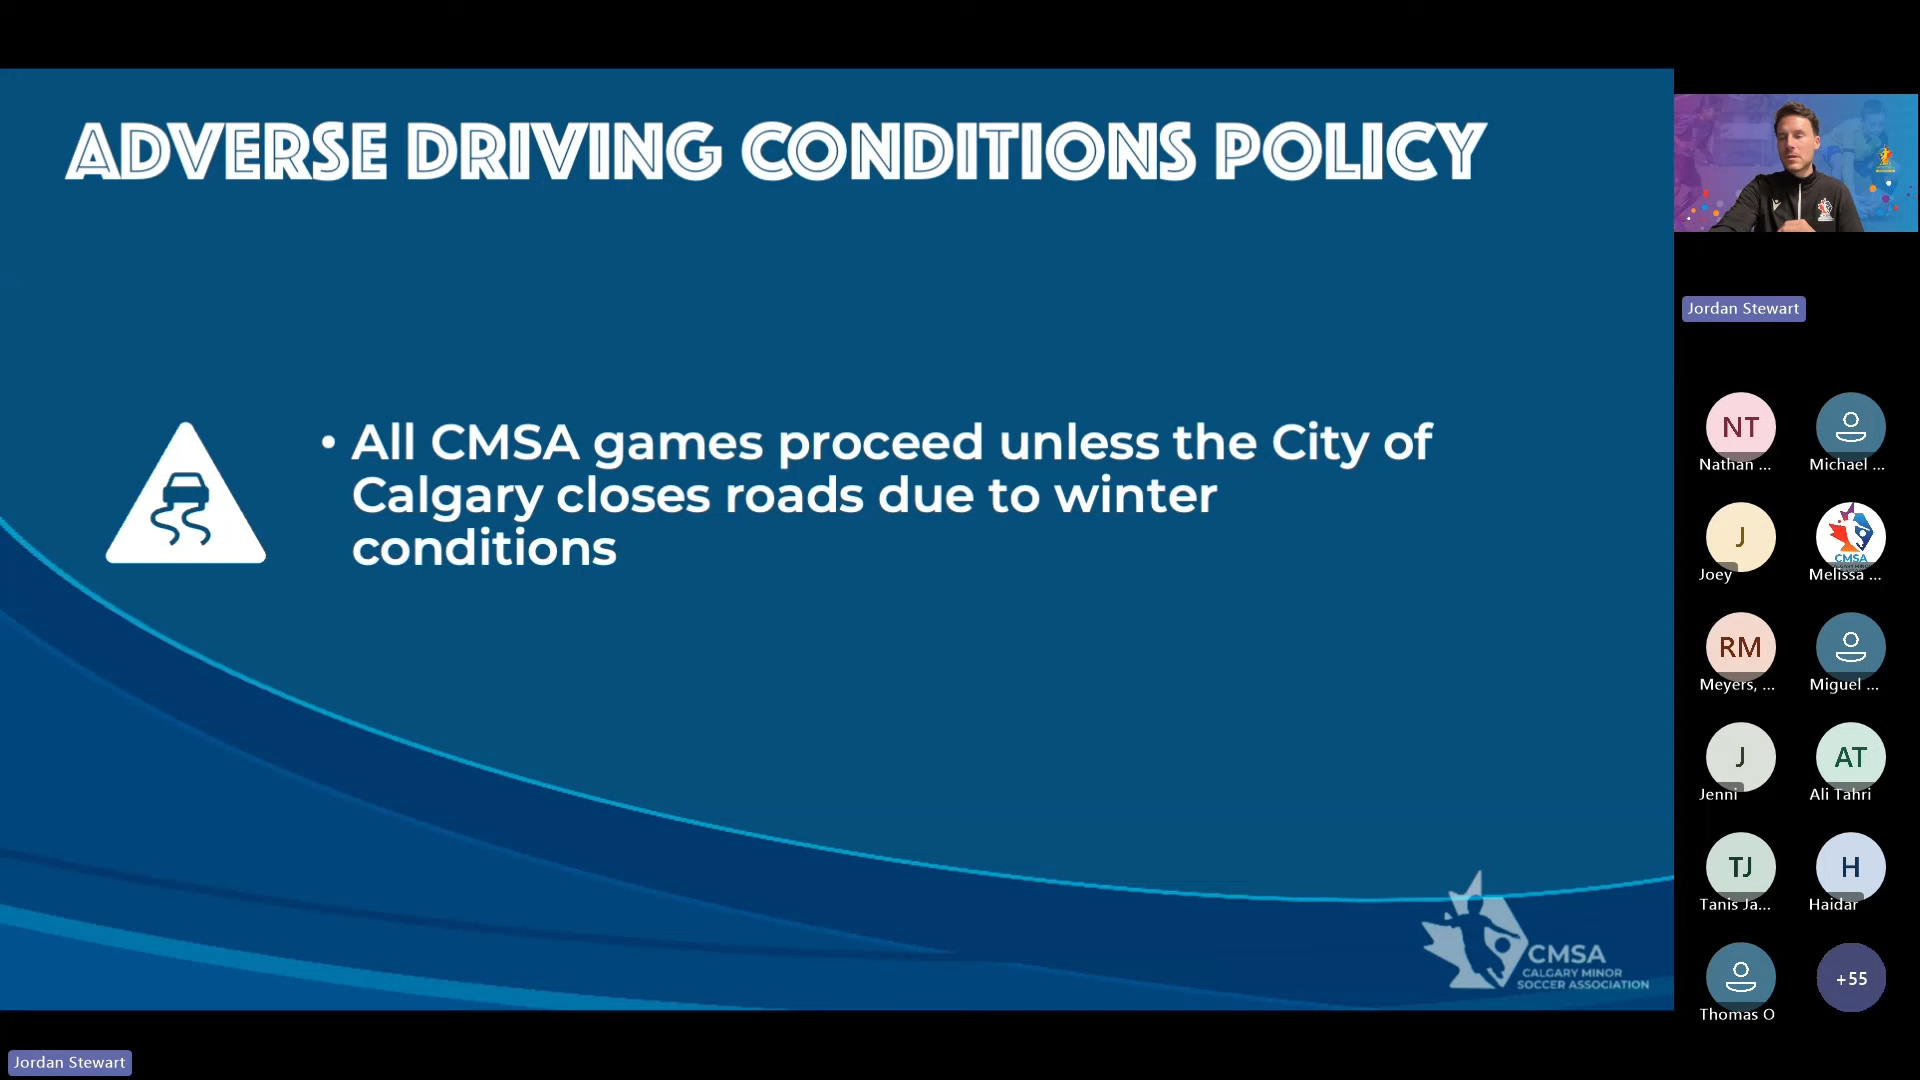 ADVERSE DRIVING CONDITIONS POLICY
• All CMSA games proceed unless the City of
Calgary closes roads due to winter
conditions
CMSA
CALGARY MINOR
SOCCER ASSOCIATION
Jordan Stewart
Jordan Stewart
NT
Nathan ...
Michael ...
J
Joey
CMSA
Melissa ...
RM
Meyers, ...
Miguel ...
J
Jenni
AT
Ali Tahri
TJ
Tanis Ja...
H
Haidar
Thomas O
+55